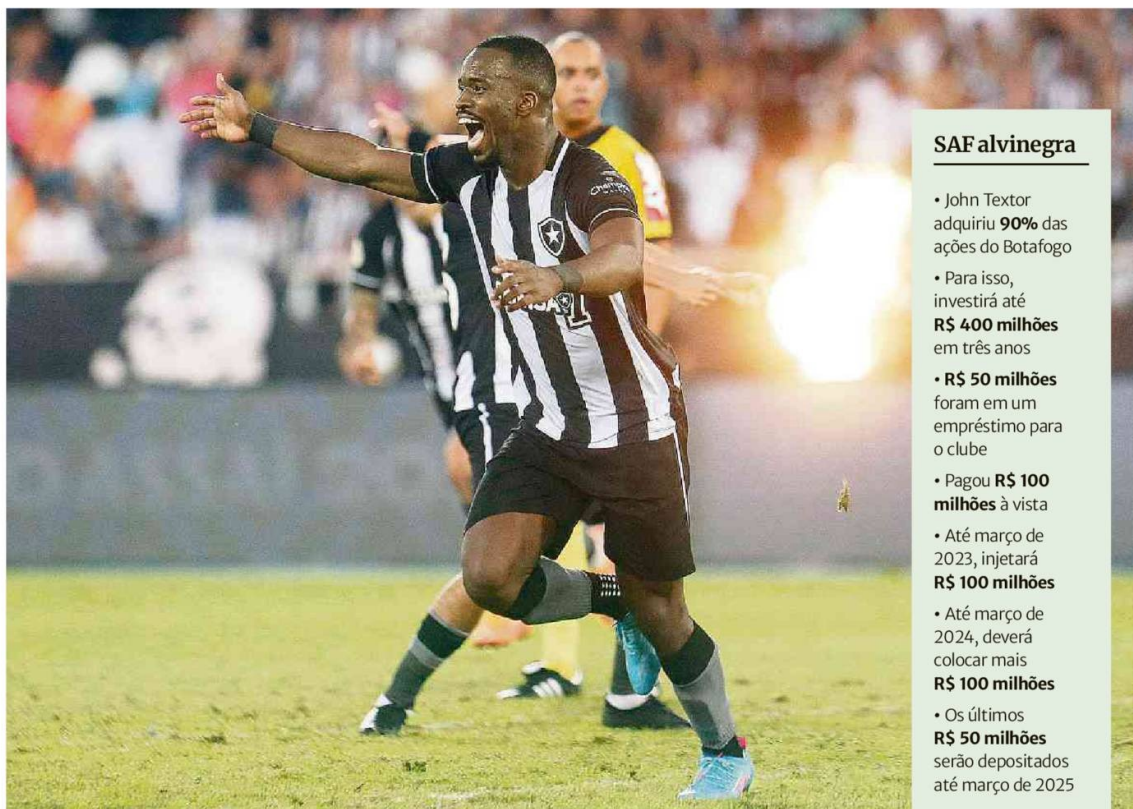 SAF alvinegra
• John Textor
adquiriu 90% das
ações do Botafogo
• Para isso,
investirá até
R$ 400 milhões
em três anos
• R$ 50 milhões
foram em um
empréstimo para
o clube
• Pagou R$ 100
milhões à vista
• Até março de
2023, injetará
R$ 100 milhões
• Até março de
2024, deverá
colocar mais
R$ 100 milhões
• Os últimos
R$ 50 milhões
serão depositados
até março de 2025